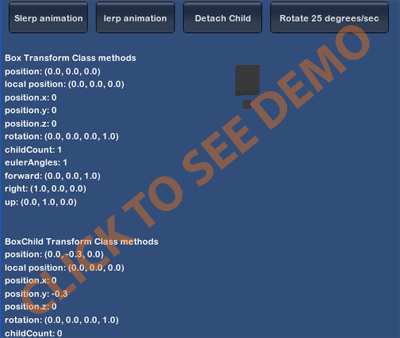 Slerp animation
lerp animation
Detach Child
Rotate 25 degrees/sec
Box Transform Class methods
position: (0.0, 0.0, 0.0)
local position: (0.0, 0.0, 0.0)
position.x: 0
position.y: 0
position.z: 0
rotation: (0.0, 0.0, 0.0, 1.0)
childCount: 1
eulerAngles: 1
forward: (0.0, 0.0, 1.0)
right: (1.0, 0.0, 0.0)
up: (0.0, 1.0, 0.0)
CLICK TO SEE DEMO
BoxChild Transform Class methods
position: (0.0, -0.3, 0.0)
local position: (0.0, 0.0, 0.0)
position.x: 0
position.y: -0.3
position.z: 0
rotation: (0.0, 0.0, 0.0, 1.0)
childCount: 0